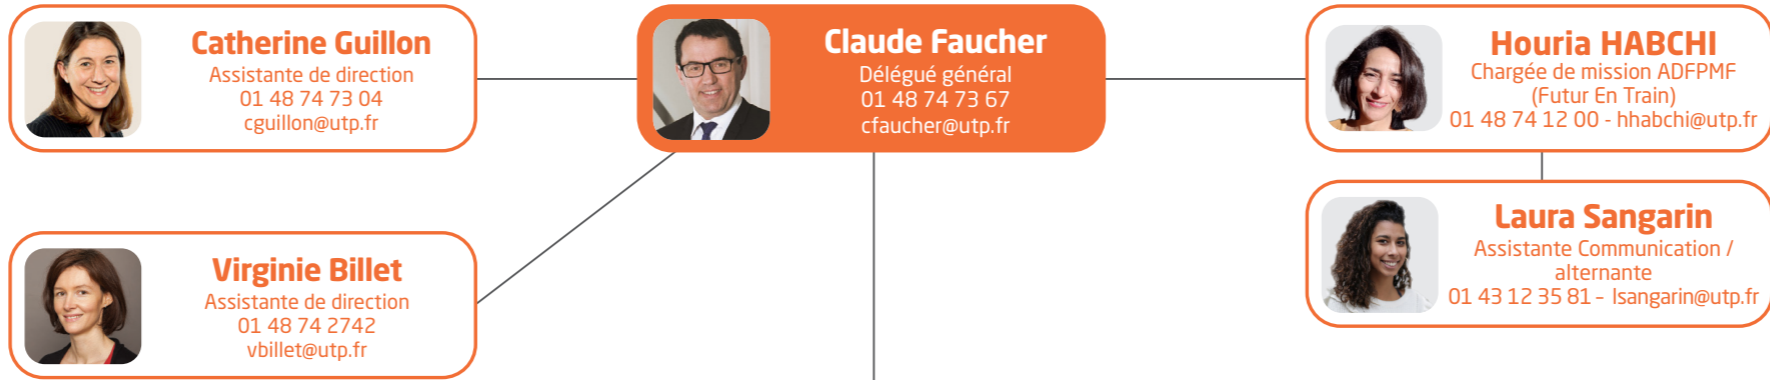 Catherine Guillon
Assistante de direction
01 48 74 73 04
cguillon@utp.fr
Claude Faucher
Délégué général
01 48 74 73 67
cfaucher@utp.fr
Houria HABCHI
Chargée de mission ADFPMF
(Futur En Train)
01 48 74 12 00 - hhabchi@utp.fr
Virginie Billet
Assistante de direction
01 48 74 2742
vbillet@utp.fr
Laura Sangarin
Assistante Communication /
alternante
01 43 12 35 81 – lsangarin@utp.fr